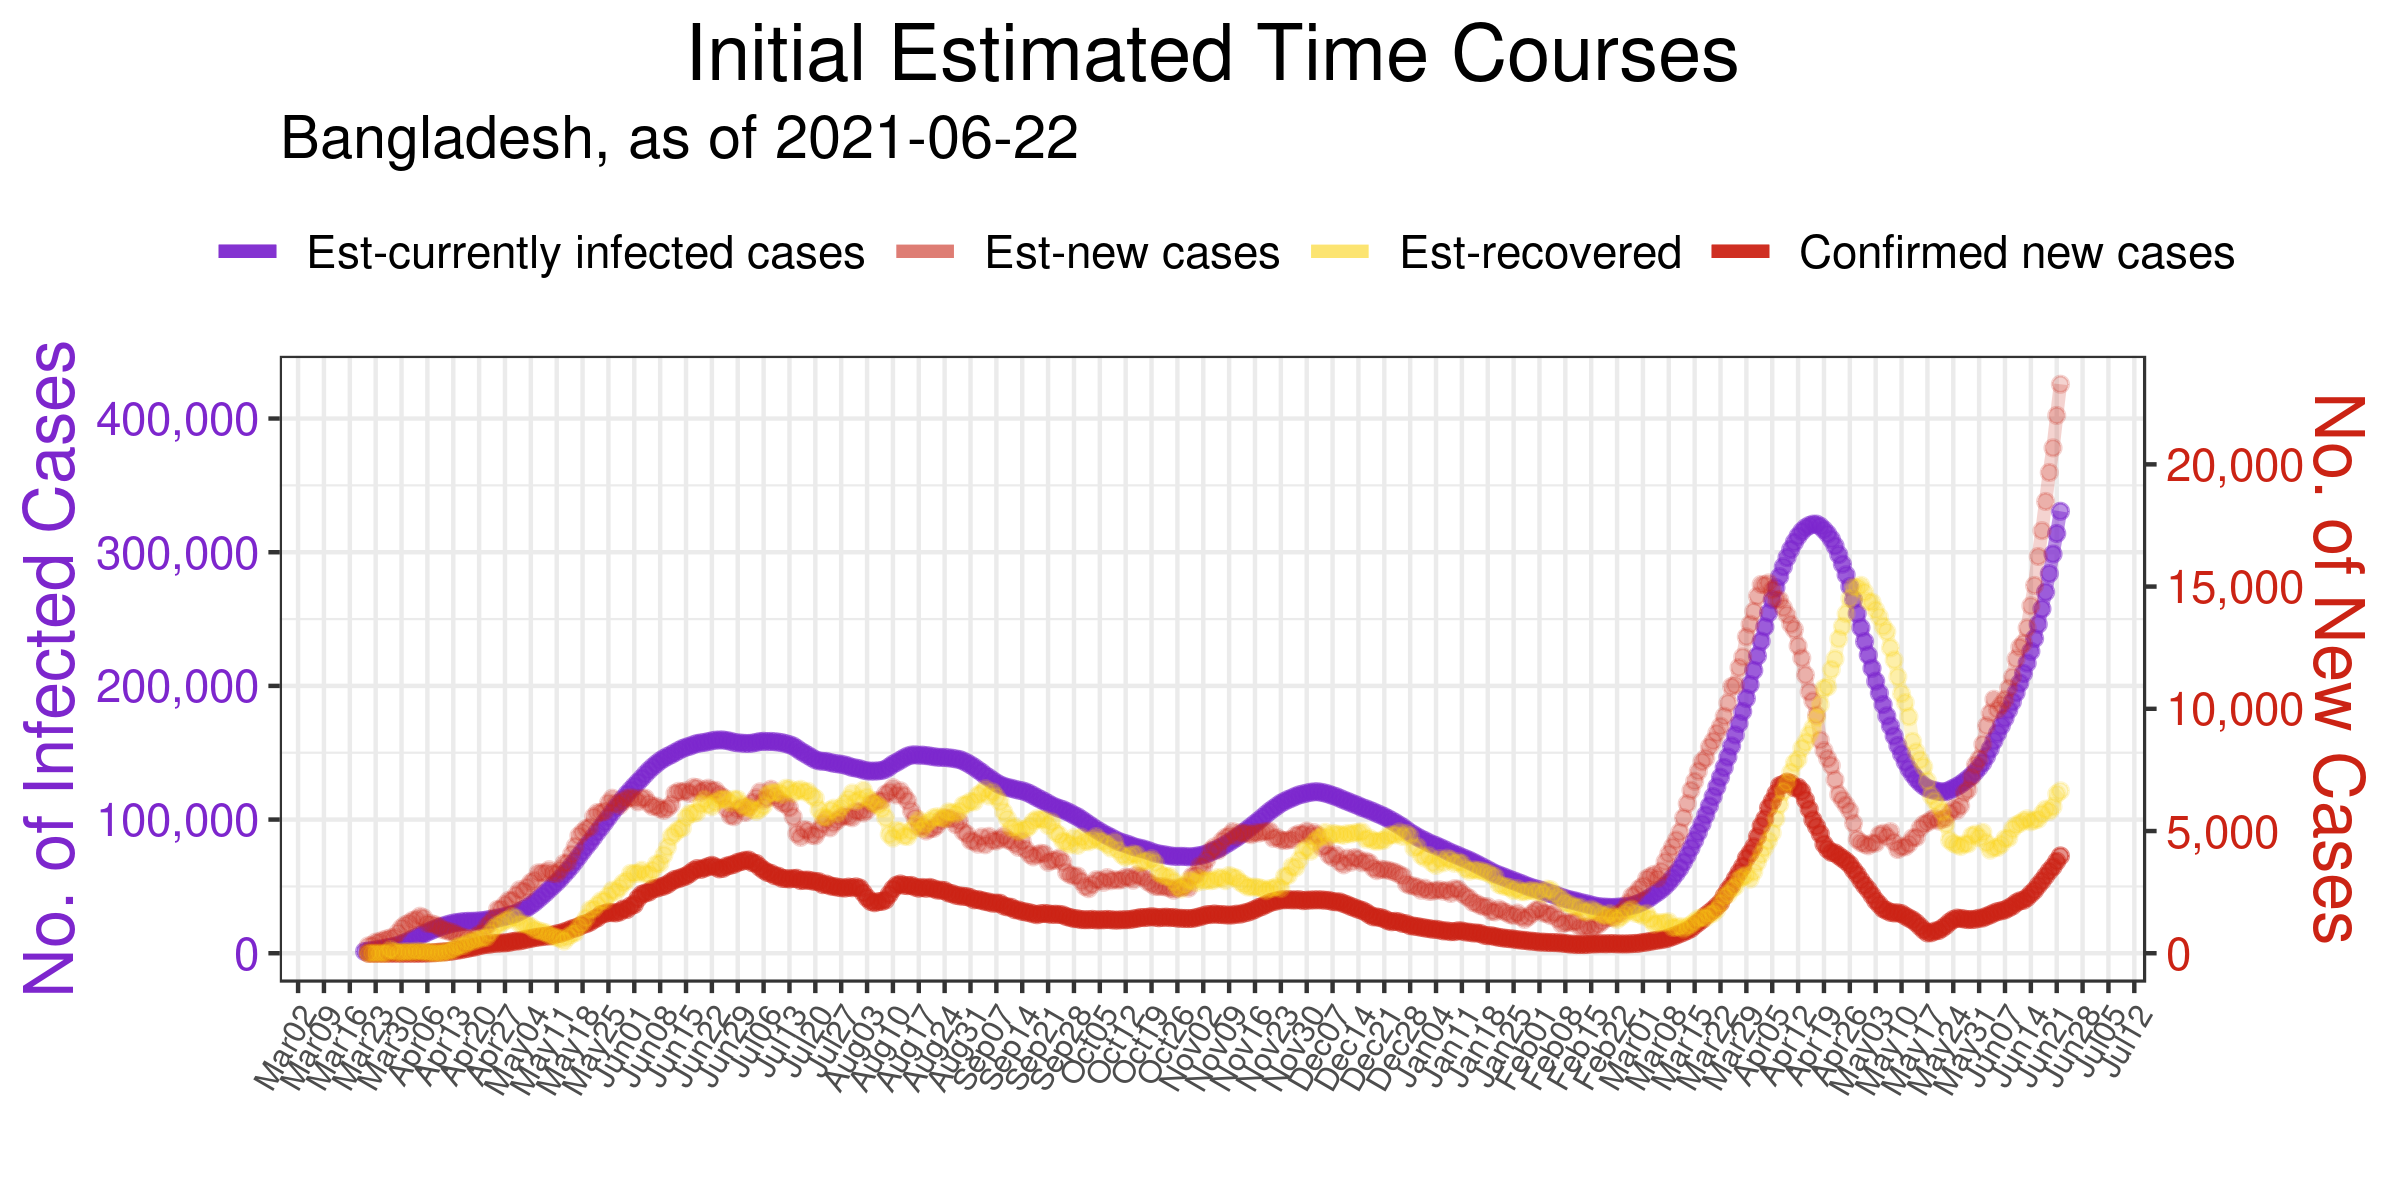 Initial Estimated Time Courses
Bangladesh, as of 2021-06-22
Est-currently infected cases
Est-new cases
Est-recovered
Confirmed new cases
No. of Infected Cases
400,000
300,000
200,000
100,000
0
20,000
15,000
10,000
5,000
0
No. of New Cases
Mar02
Mar09
Mar16
Mar23
Mar30
Apr06
Apr13
Apr20
Apr27
May04
May11
May18
May25
Jun01
Jun08
Jun15
Jun22
Jun29
Jul06
Jul13
Jul20
Jul27
Aug03
Aug10
Aug17
Aug24
Aug31
Sep07
Sep14
Sep21
Sep28
Oct05
Oct12
Oct19
Oct26
Nov02
Nov09
Nov16
Nov23
Nov30
Dec07
Dec14
Dec21
Dec28
Jan04
Jan11
Jan18
Jan25
Feb01
Feb08
Feb15
Feb22
Mar01
Mar08
Mar15
Mar22
Mar29
Apr05
Apr12
Apr19
Apr26
May03
May10
May17
May24
May31
Jun07
Jun14
Jun21
Jun28
Jul05
Jul12